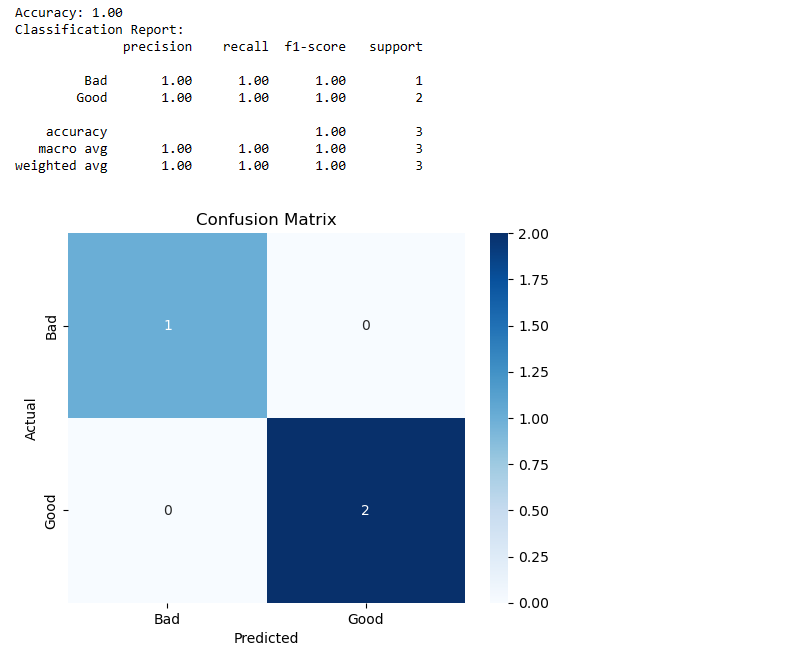 Accuracy: 1.00
Classification Report:
precision recall f1-score support
Bad 1.00 1.00 1.00 1
Good 1.00 1.00 1.00 2
accuracy 1.00 3
macro avg 1.00 1.00 1.00 3
weighted avg 1.00 1.00 1.00 3
Confusion Matrix
2.00
1.75
1.50
1.25
1.00
0.75
0.50
0.25
0.00
Actual
Bad
1 0
Good
0 2
Bad Good
Predicted